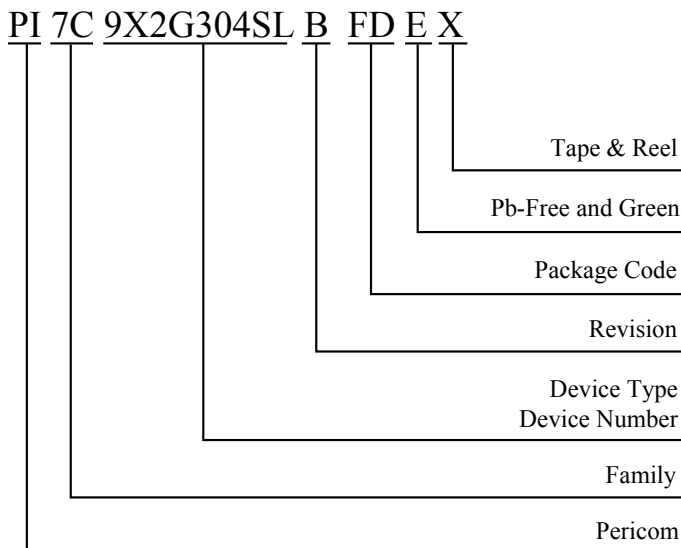 PI 7C 9X2G304SL B FD E X
Tape & Reel
Pb-Free and Green
Package Code
Revision
Device Type
Device Number
Family
Pericom